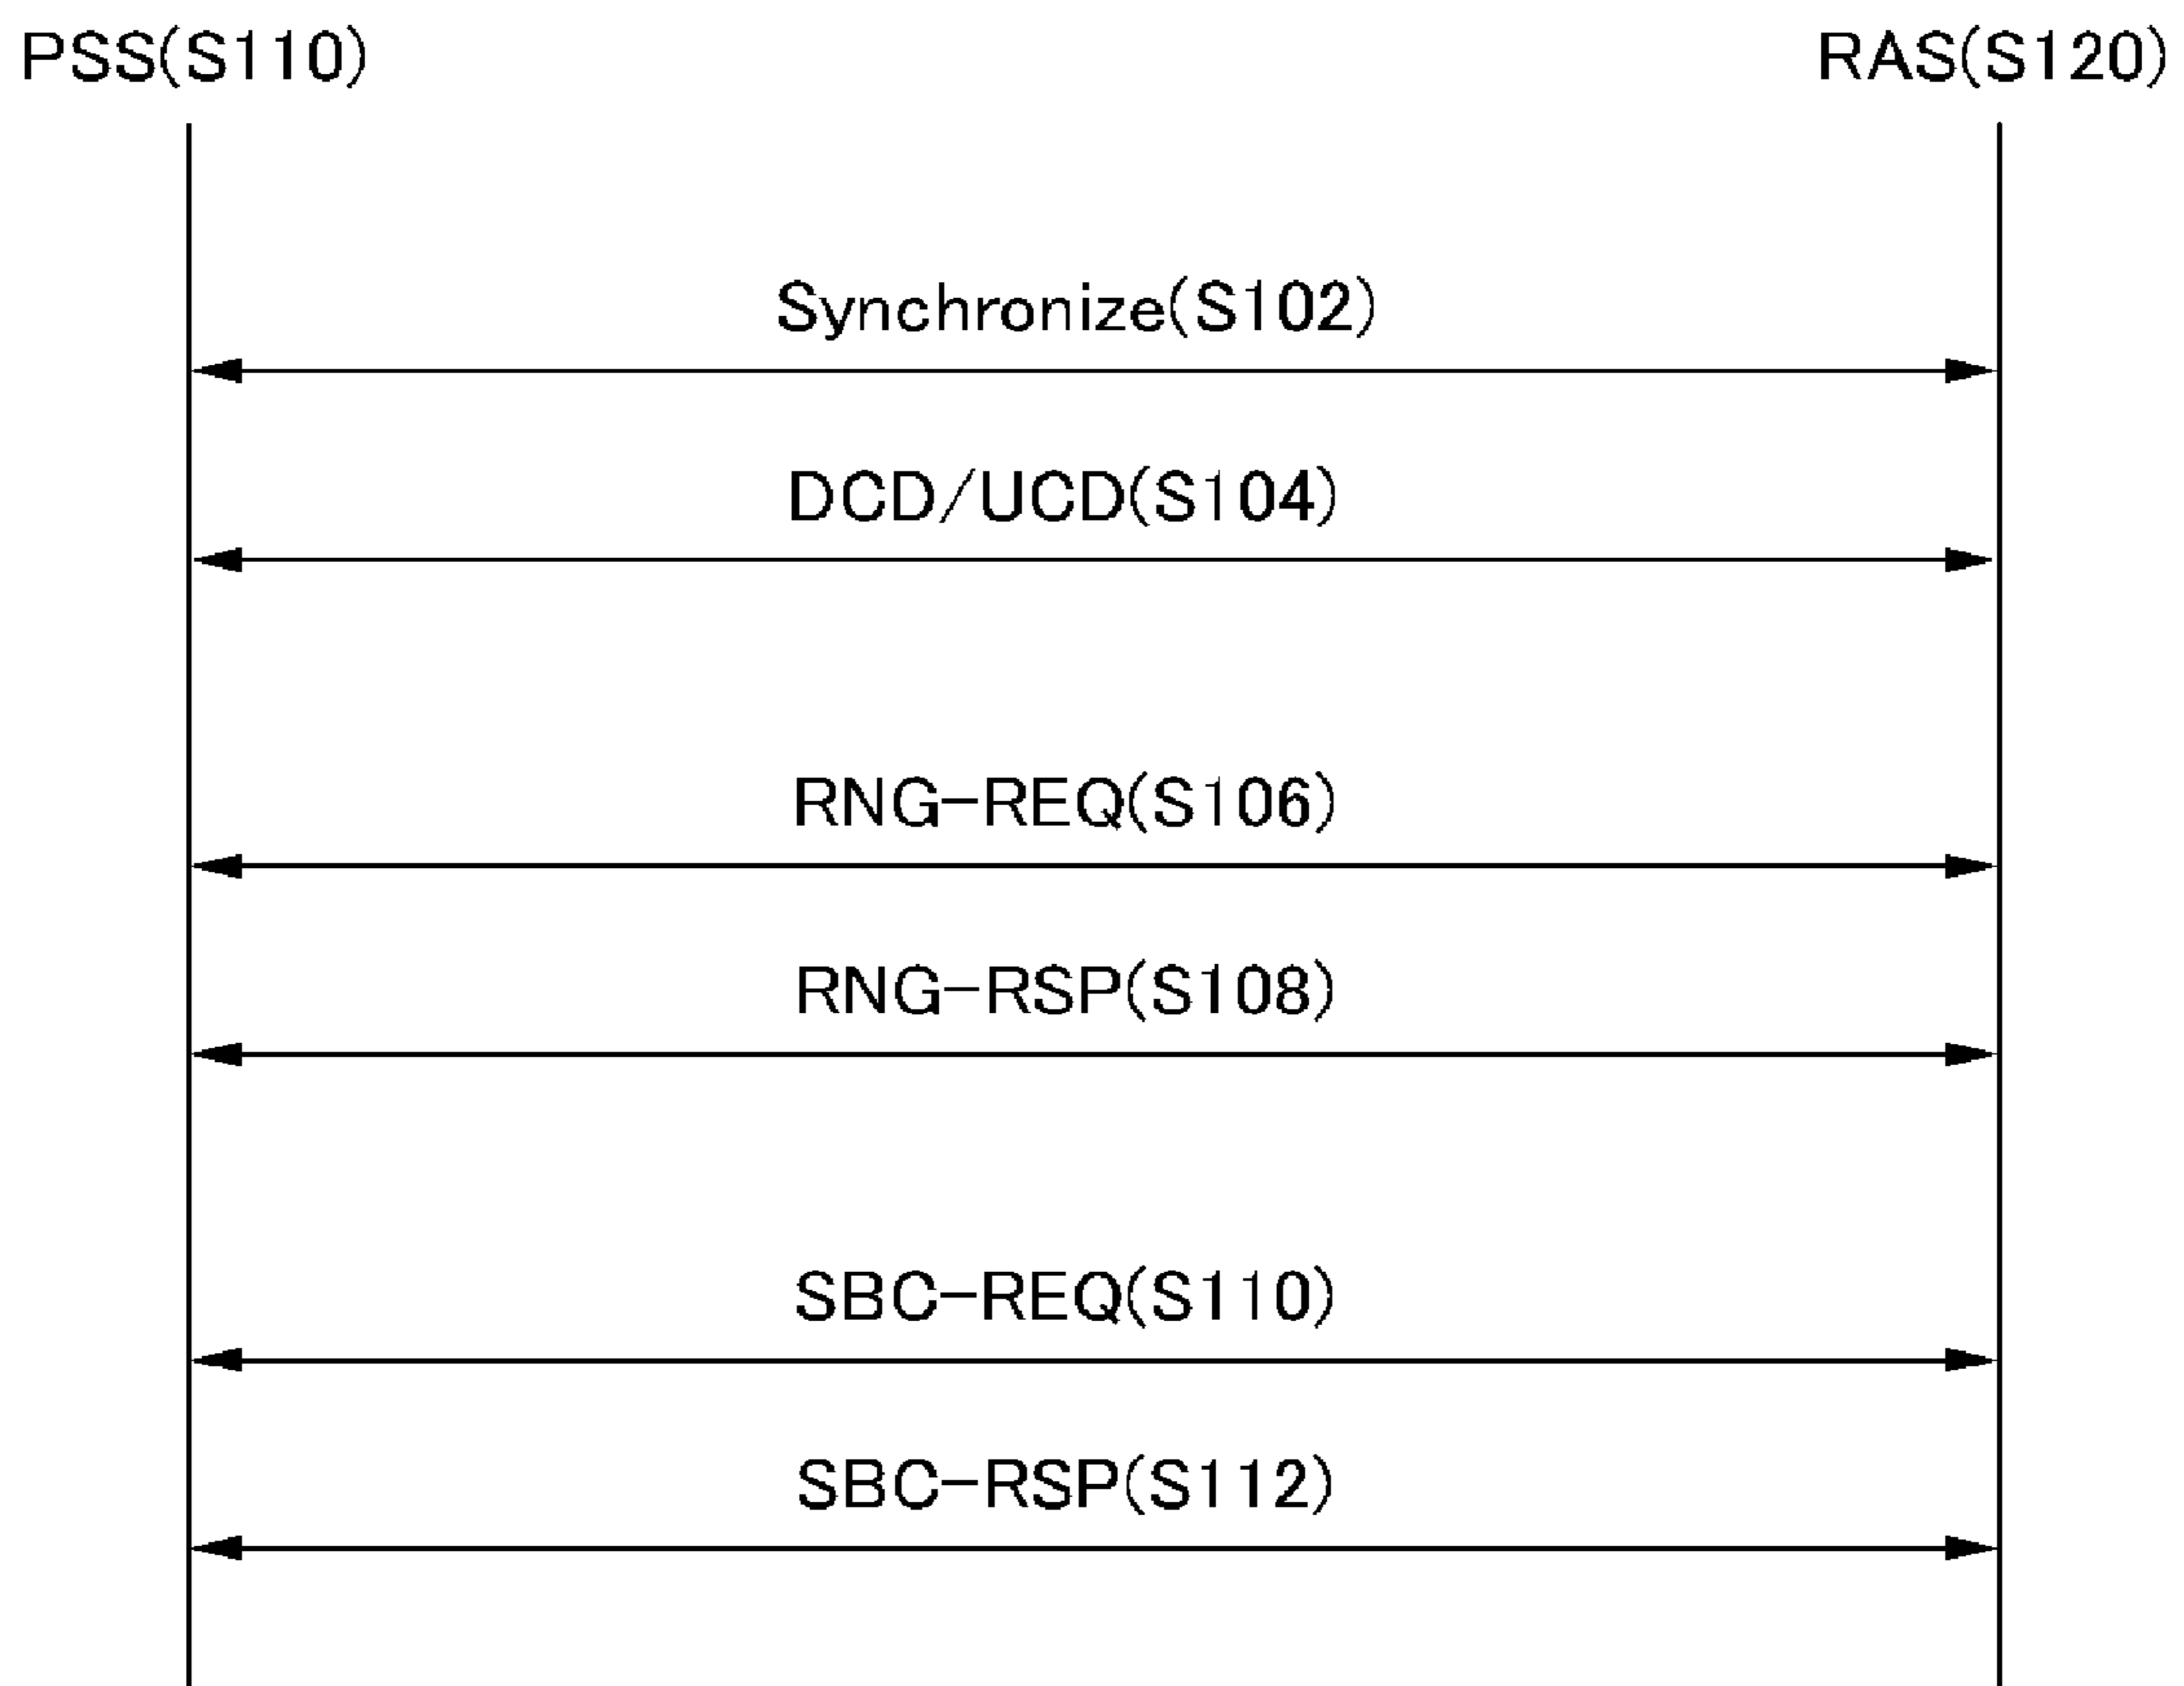 PSS(S110) RAS(S120)
Synchronize(S102)
DCD/UCD(S104)
RNG-REQ(S106)
RNG-RSP(S108)
SBC-REQ(S110)
SBC-RSP(S112)